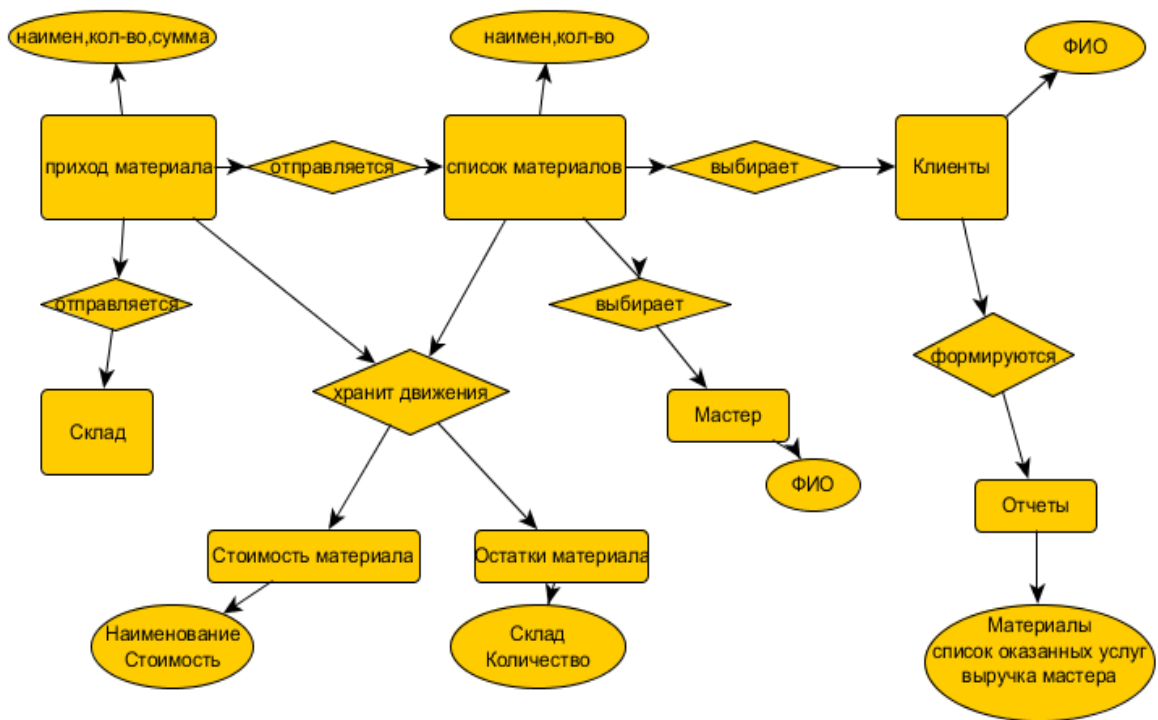 наимен,кол-во,сумма
наимен,кол-во
ФИО
приход материала
отправляется
список материалов
выбирает
Клиенты
отправляется
выбирает
формируются
хранит движения
Склад
Мастер
ФИО
Отчеты
Стоимость материала
Остатки материала
Наименование
Стоимость
Склад
Количество
Материалы
список оказанных услуг
выручка мастера